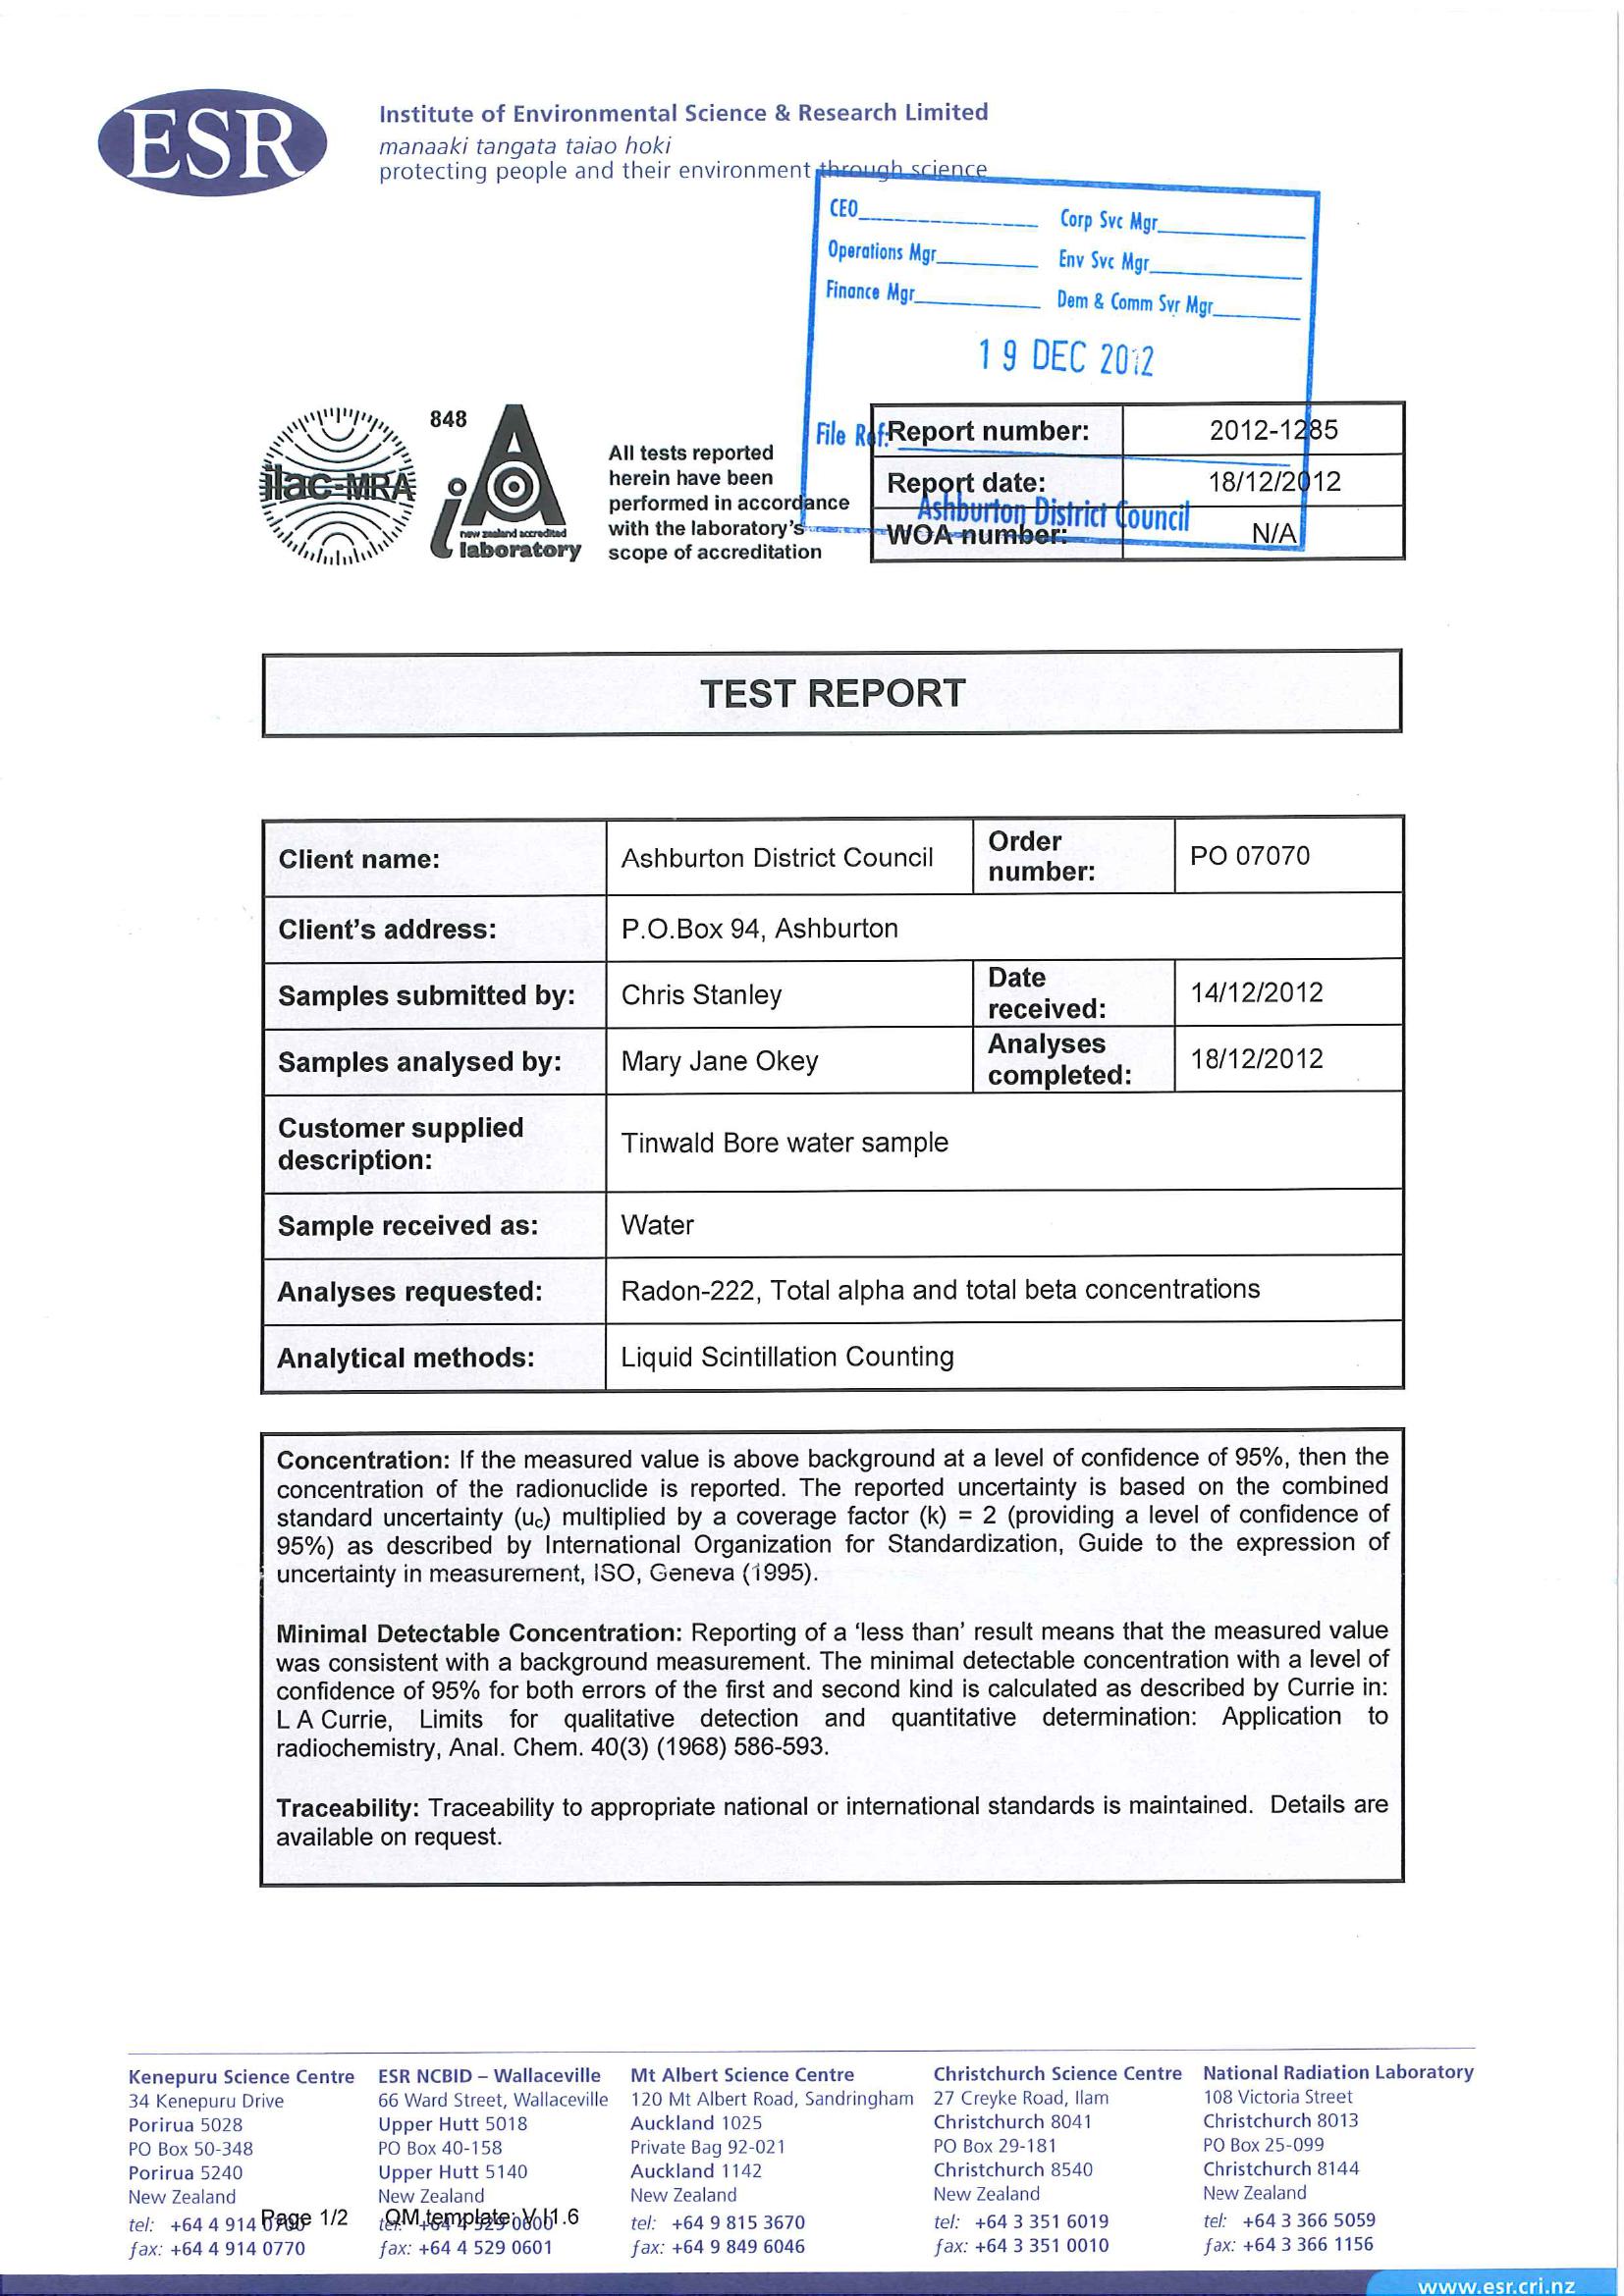 ESR
Institute of Environmental Science & Research Limited
manaaki tangata taiao hoki
protecting people and their environment through science
CEO
Corp Svc Mgr
Operations Mgr
Env Svc Mgr
Finance Mgr
Dem & Comm Svr Mgr
19 DEC 2012
File Ref:
Ashburton District Council
ilac-MRA
848
new zealand accredited
laboratory
All tests reported
herein have been
performed in accordance
with the laboratory's
scope of accreditation
Report number: 2012-1285
Report date: 18/12/2012
WOA number: N/A
TEST REPORT
Client name: Ashburton District Council Order number: PO 07070
Client's address: P.O.Box 94, Ashburton
Samples submitted by: Chris Stanley Date received: 14/12/2012
Samples analysed by: Mary Jane Okey Analyses completed: 18/12/2012
Customer supplied description: Tinwald Bore water sample
Sample received as: Water
Analyses requested: Radon-222, Total alpha and total beta concentrations
Analytical methods: Liquid Scintillation Counting
Concentration: If the measured value is above background at a level of confidence of 95%, then the
concentration of the radionuclide is reported. The reported uncertainty is based on the combined
standard uncertainty (uc) multiplied by a coverage factor (k) = 2 (providing a level of confidence of
95%) as described by International Organization for Standardization, Guide to the expression of
uncertainty in measurement, ISO, Geneva (1995).
Minimal Detectable Concentration: Reporting of a 'less than' result means that the measured value
was consistent with a background measurement. The minimal detectable concentration with a level of
confidence of 95% for both errors of the first and second kind is calculated as described by Currie in:
L A Currie, Limits for qualitative detection and quantitative determination: Application to
radiochemistry, Anal. Chem. 40(3) (1968) 586-593.
Traceability: Traceability to appropriate national or international standards is maintained. Details are
available on request.
Kenepuru Science Centre
34 Kenepuru Drive
Porirua 5028
PO Box 50-348
Porirua 5240
New Zealand
tel: +64 4 914 0700
fax: +64 4 914 0770
Page 1/2
ESR NCBID – Wallaceville
66 Ward Street, Wallaceville
Upper Hutt 5018
PO Box 40-158
Upper Hutt 5140
New Zealand
tel: +64 4 529 0600
fax: +64 4 529 0601
QM template: V I1.6
Mt Albert Science Centre
120 Mt Albert Road, Sandringham
Auckland 1025
Private Bag 92-021
Auckland 1142
New Zealand
tel: +64 9 815 3670
fax: +64 9 849 6046
Christchurch Science Centre
27 Creyke Road, Ilam
Christchurch 8041
PO Box 29-181
Christchurch 8540
New Zealand
tel: +64 3 351 6019
fax: +64 3 351 0010
National Radiation Laboratory
108 Victoria Street
Christchurch 8013
PO Box 25-099
Christchurch 8144
New Zealand
tel: +64 3 366 5059
fax: +64 3 366 1156
www.esr.cri.nz